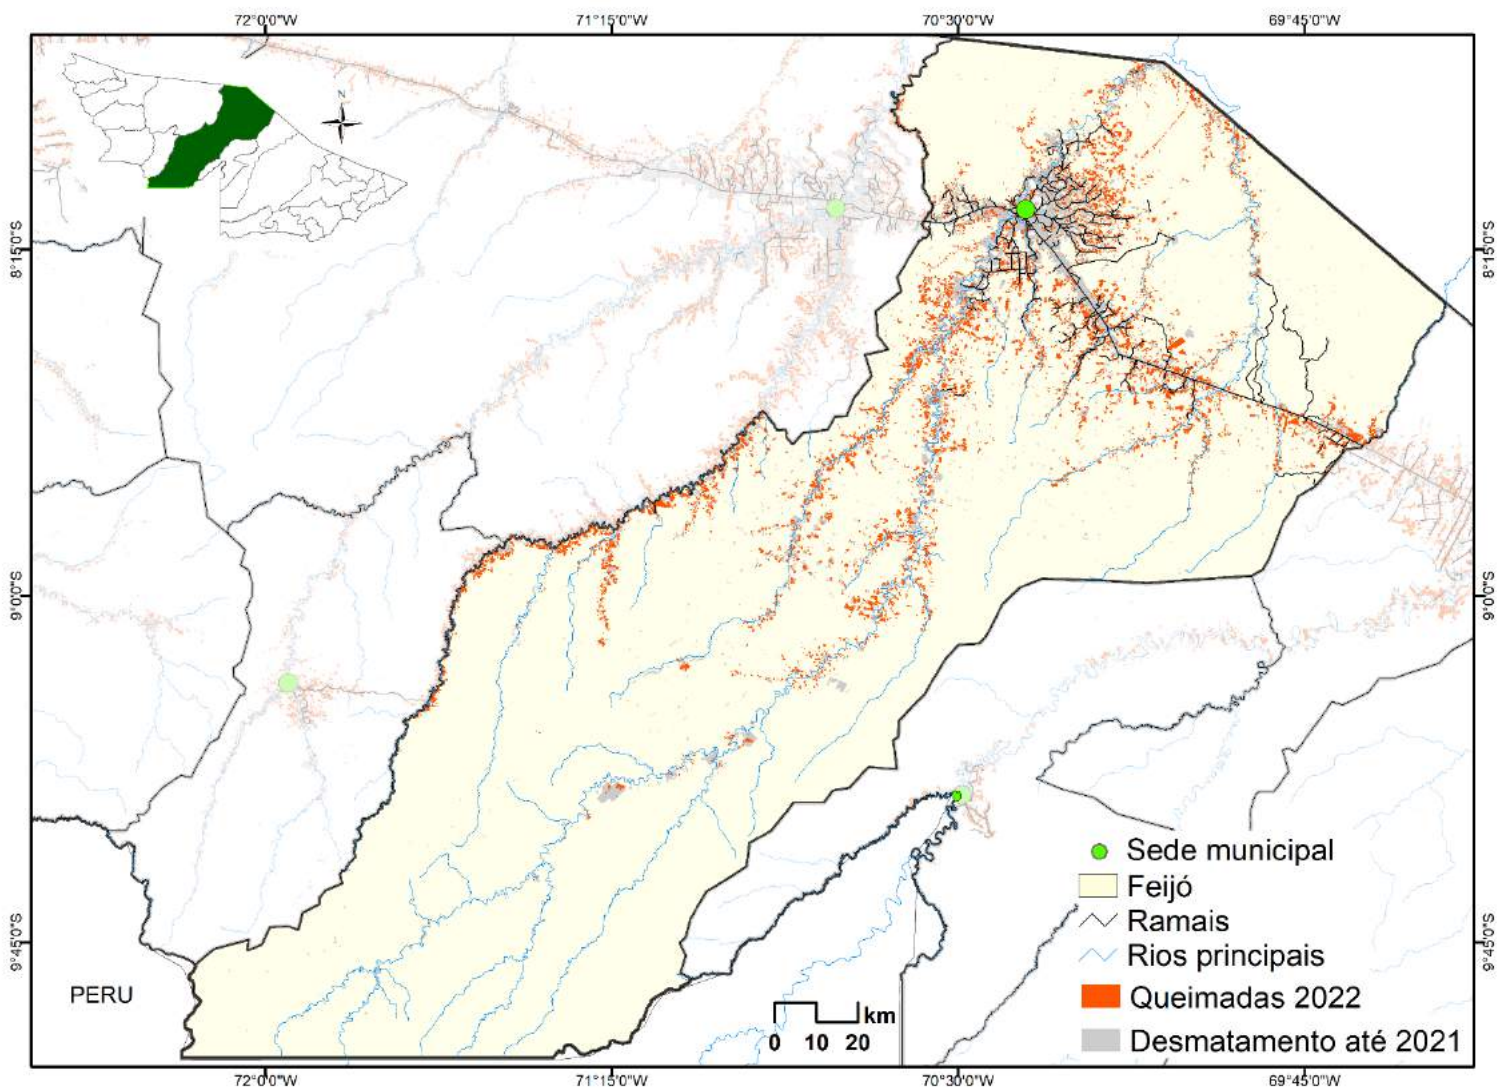 72°0'0"W 71°15'0"W 70°30'0"W 69°45'0"W
N
8°15'0"S 8°15'0"S
9°0'0"S 9°0'0"S
9°45'0"S 9°45'0"S
PERU
Sede municipal
Feijó
Ramais
Rios principais
Queimadas 2022
Desmatamento até 2021
km
0 10 20
72°0'0"W 71°15'0"W 70°30'0"W 69°45'0"W